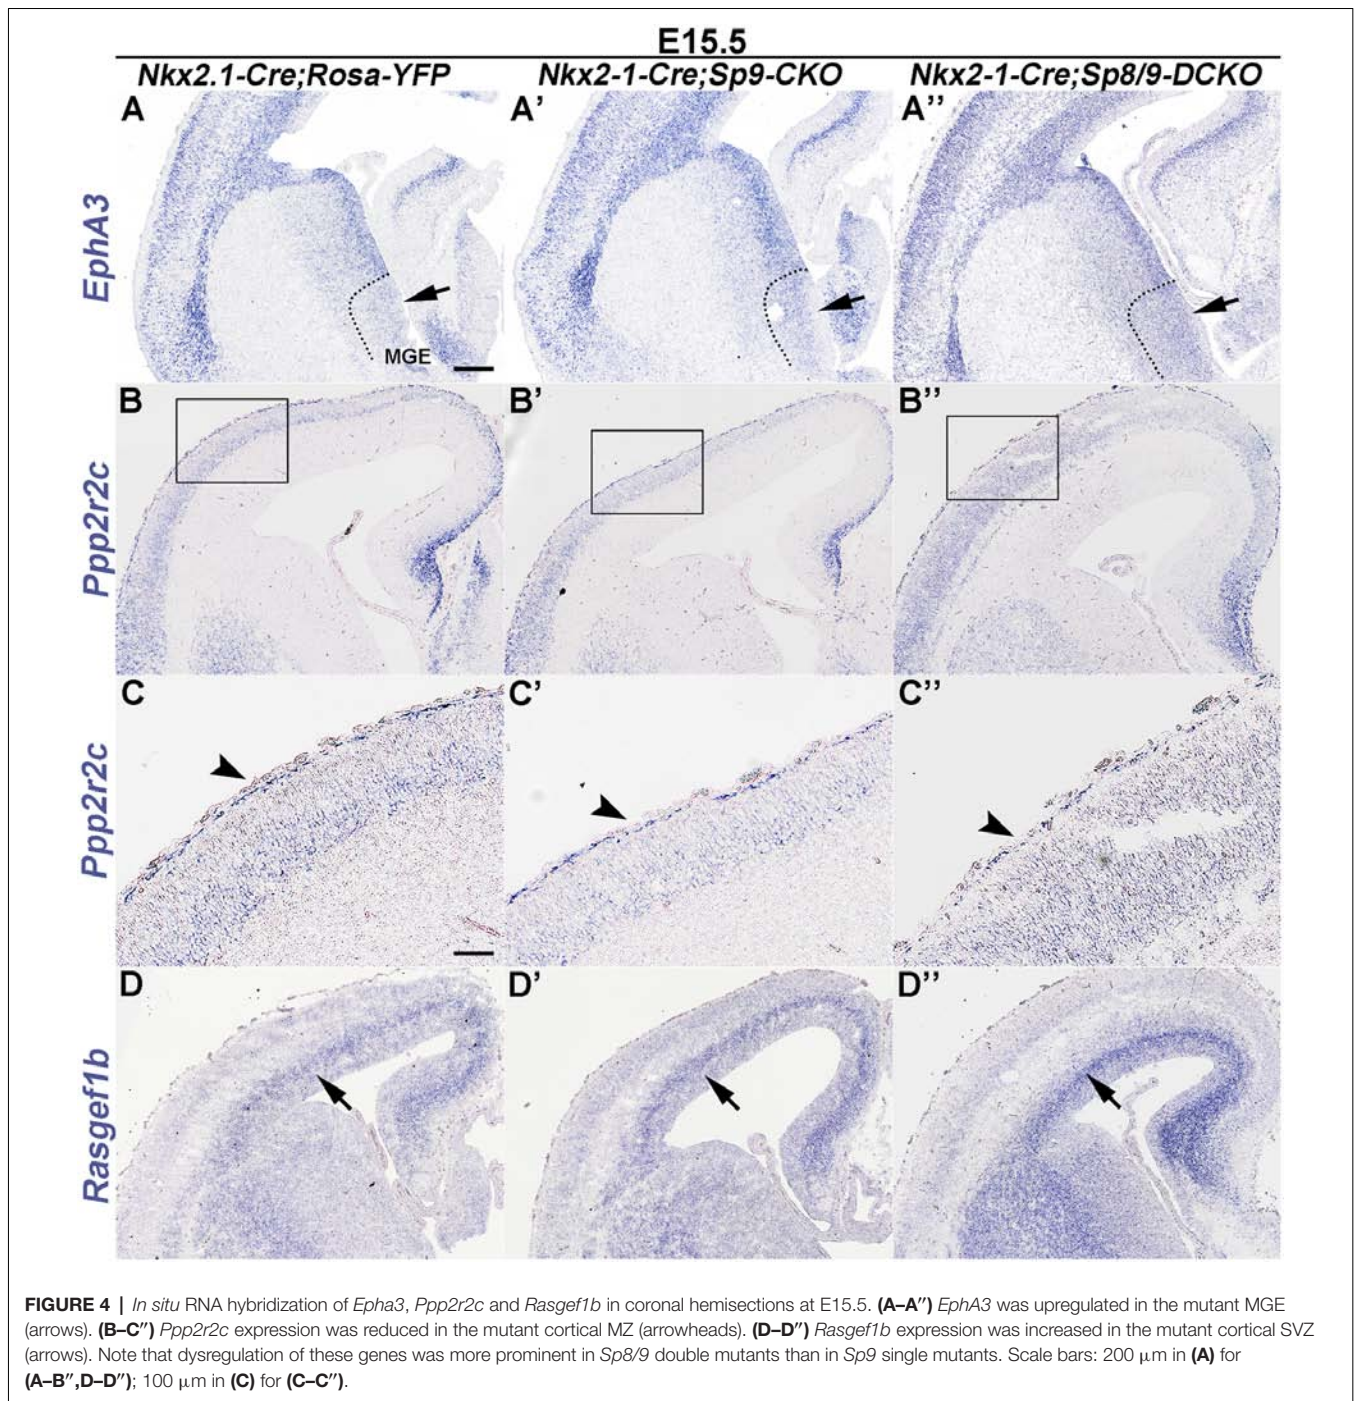 E15.5
Nkx2.1-Cre;Rosa-YFP
Nkx2-1-Cre;Sp9-CKO
Nkx2-1-Cre;Sp8/9-DCKO
A
A’
A’’
EphA3
MGE
B
B’
B’’
Ppp2r2c
C
C’
C’’
Ppp2r2c
D
D’
D’’
Rasgef1b
FIGURE 4 | In situ RNA hybridization of Epha3, Ppp2r2c and Rasgef1b in coronal hemisections at E15.5. (A–A″) EphA3 was upregulated in the mutant MGE
(arrows). (B–C″) Ppp2r2c expression was reduced in the mutant cortical MZ (arrowheads). (D–D″) Rasgef1b expression was increased in the mutant cortical SVZ
(arrows). Note that dysregulation of these genes was more prominent in Sp8/9 double mutants than in Sp9 single mutants. Scale bars: 200 μm in (A) for
(A–B″,D–D″); 100 μm in (C) for (C–C″).